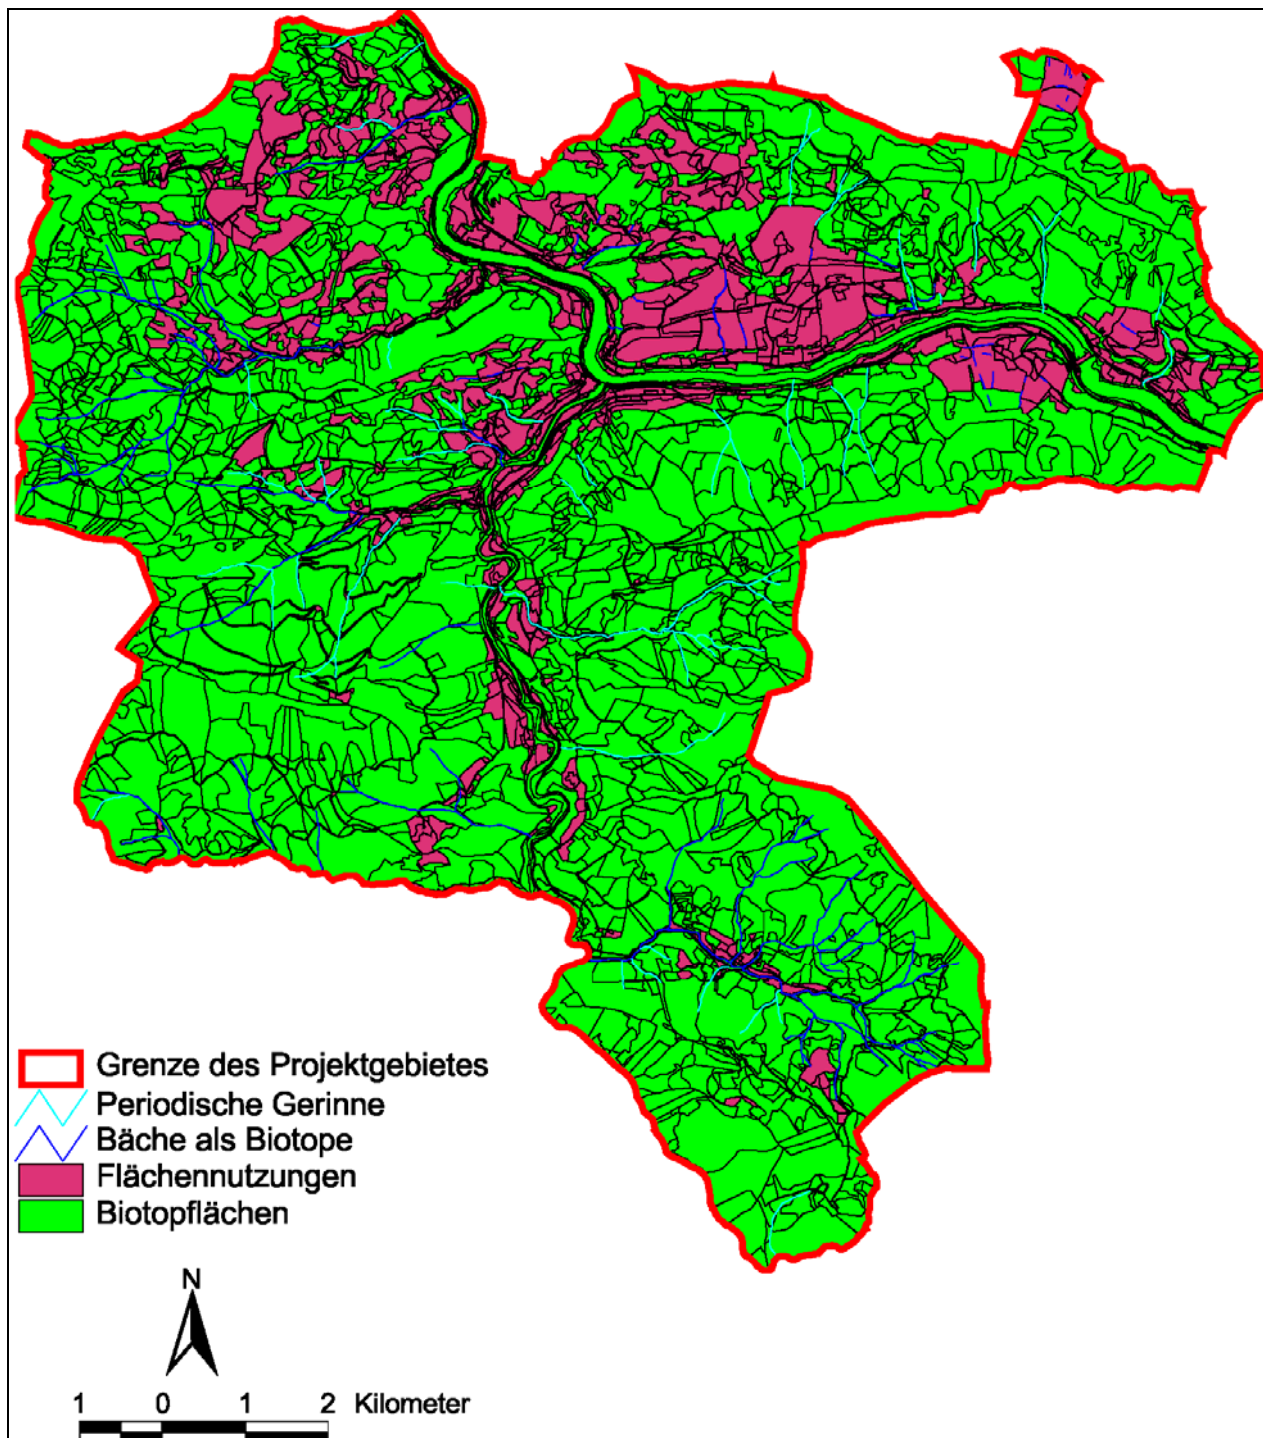 Grenze des Projektgebietes
Periodische Gerinne
Bäche als Biotope
Flächennutzungen
Biotopflächen
N
1 0 1 2 Kilometer